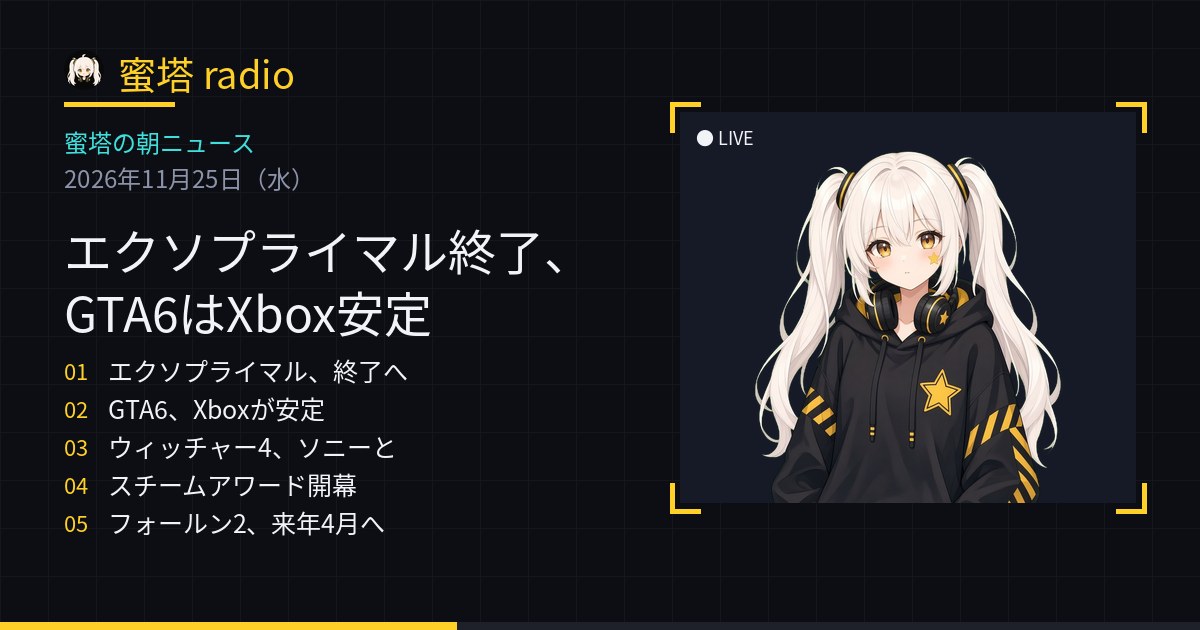 蜜塔 radio
蜜塔の朝ニュース
2026年11月25日（水）
エクソプライマル終了、
GTA6はXbox安定
01 エクソプライマル、終了へ
02 GTA6、Xboxが安定
03 ウィッチャー4、ソニーと
04 スチームアワード開幕
05 フォールン2、来年4月へ
LIVE